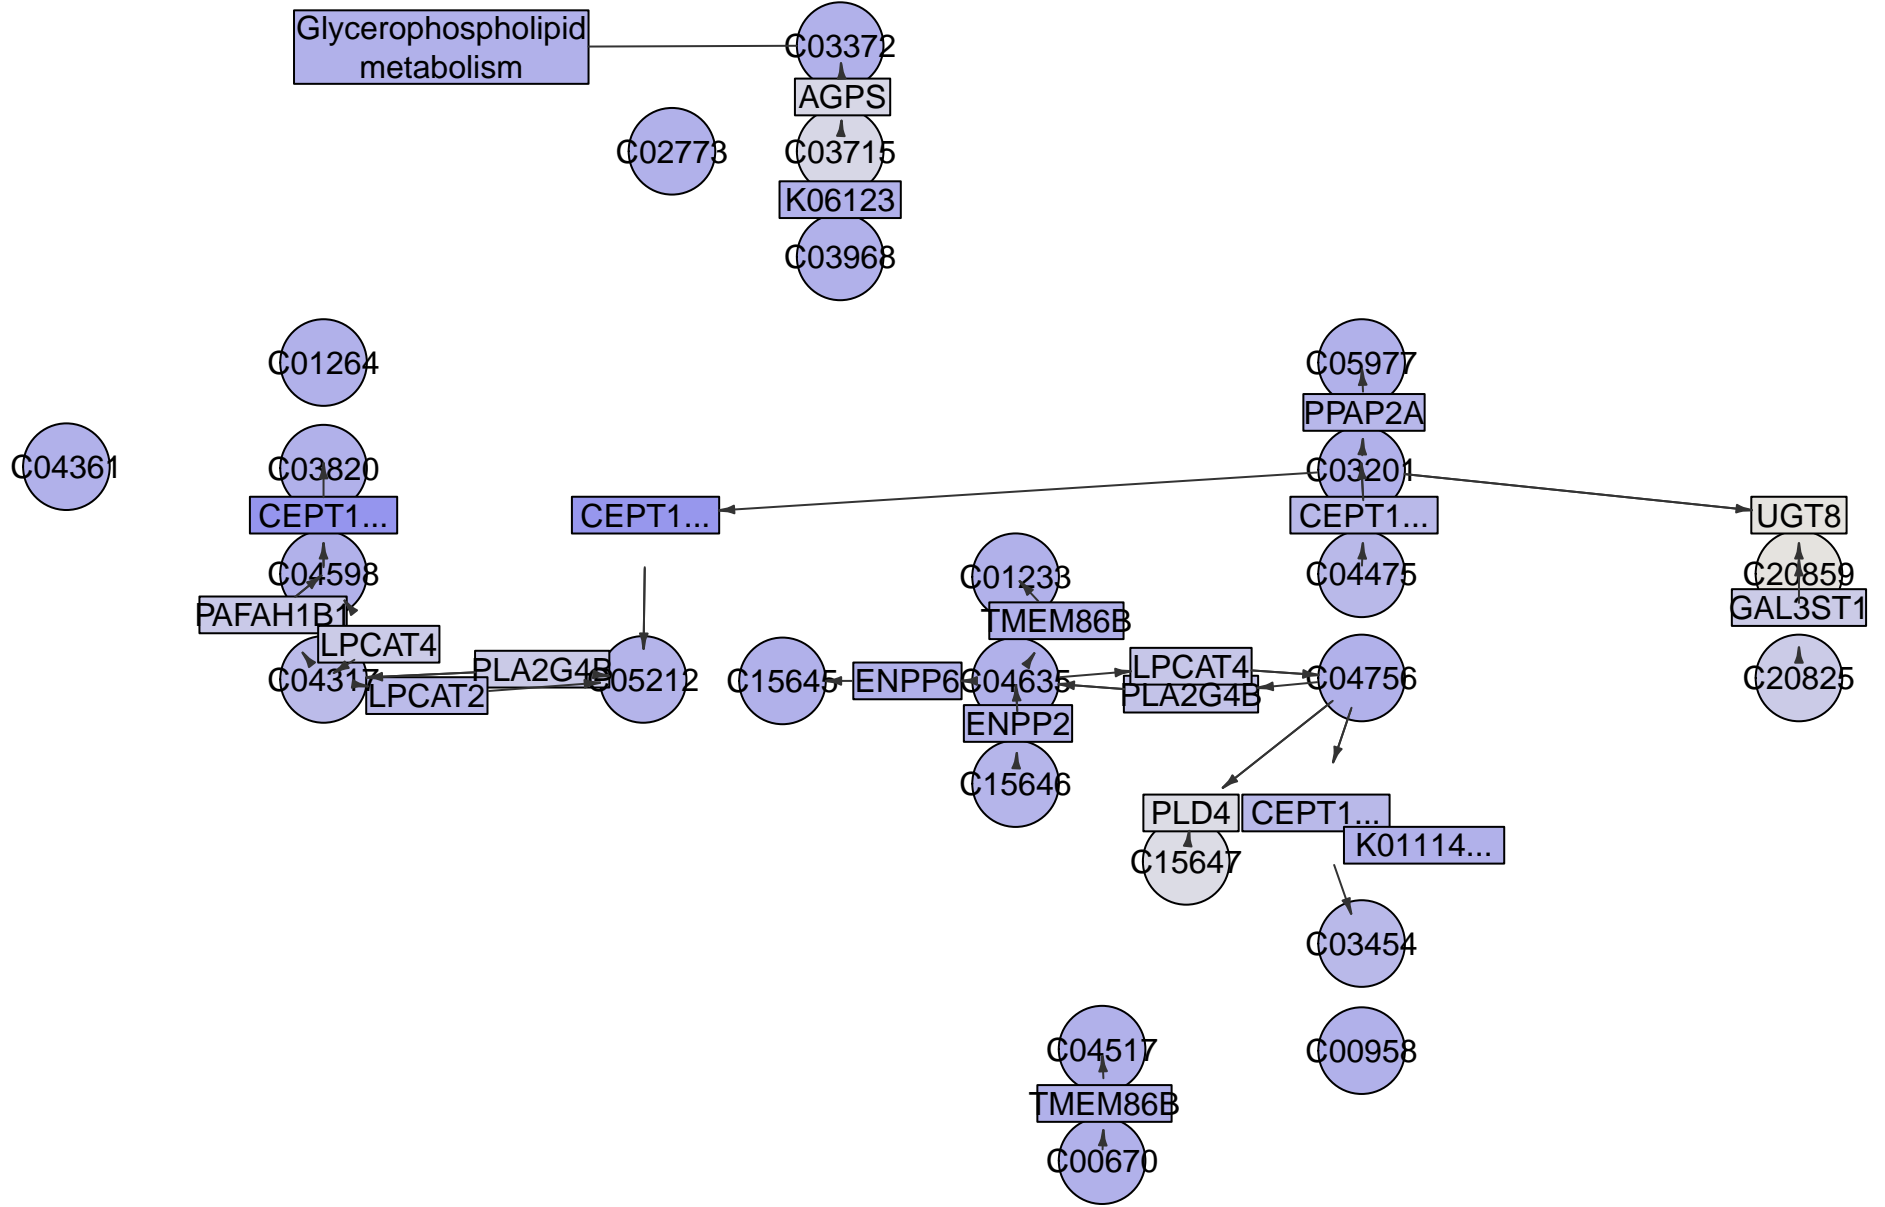 Glycerophospholipid
metabolism
C03372
AGPS
C02773
C03715
K06123
C03968
C01264
C05977
PPAP2A
C04361
C03820
C03201
CEPT1...
CEPT1...
CEPT1...
UGT8
C04598
C01233
C04475
C20859
PAFAH1B1
TMEM86B
GAL3ST1
LPCAT4
PLA2G4B
LPCAT4
C04317
LPCAT2
C05212
C15645
ENPP6
C04635
PLA2G4B
C04756
C20825
ENPP2
C15646
PLD4
CEPT1...
K01114...
C15647
C03454
C04517
C00958
TMEM86B
C00670